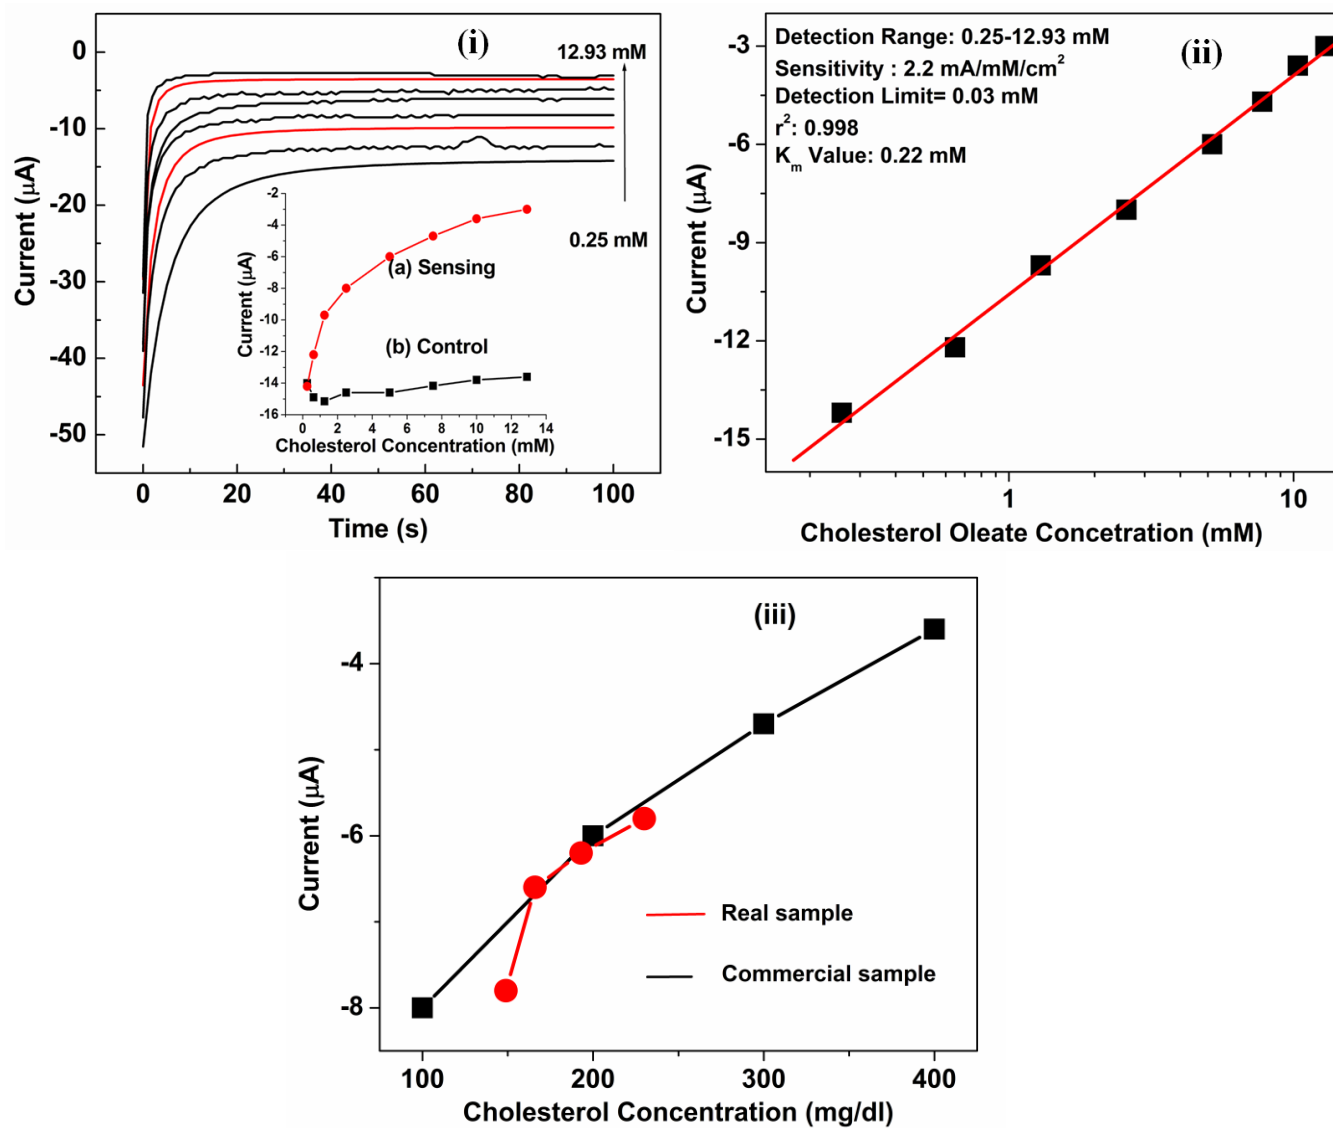 (i)
12.93 mM
0.25 mM
0
-10
-20
-30
-40
-50
Current (μA)
0 20 40 60 80 100
Time (s)
-2
-4
-6
-8
-10
-12
-14
-16
Current (μA)
(a) Sensing
(b) Control
0 2 4 6 8 10 12 14
Cholesterol Concentration (mM)
(ii)
Detection Range: 0.25-12.93 mM
Sensitivity : 2.2 mA/mM/cm²
Detection Limit= 0.03 mM
r²: 0.998
Kₘ Value: 0.22 mM
-3
-6
-9
-12
-15
Current (μA)
1 10
Cholesterol Oleate Concetration (mM)
(iii)
-4
-6
-8
Current (μA)
Real sample
Commercial sample
100 200 300 400
Cholesterol Concentration (mg/dl)